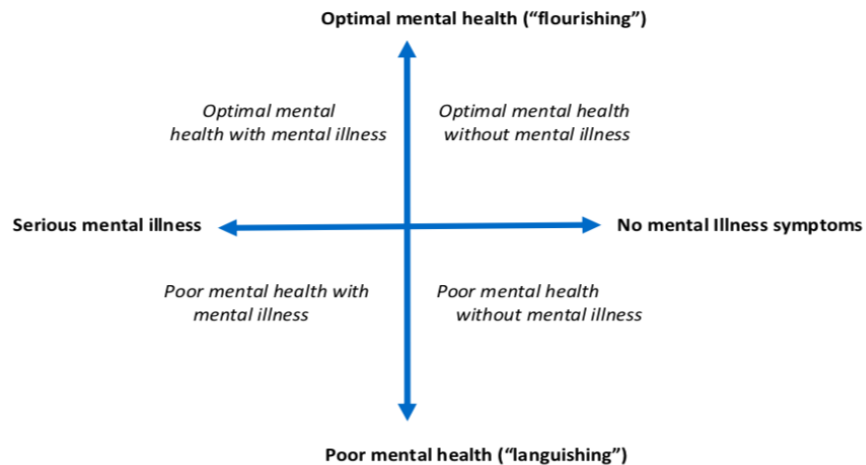 Optimal mental health (“flourishing”)
Optimal mental
health with mental illness
Optimal mental health
without mental illness
Serious mental illness
No mental Illness symptoms
Poor mental health with
mental illness
Poor mental health
without mental illness
Poor mental health (“languishing”)